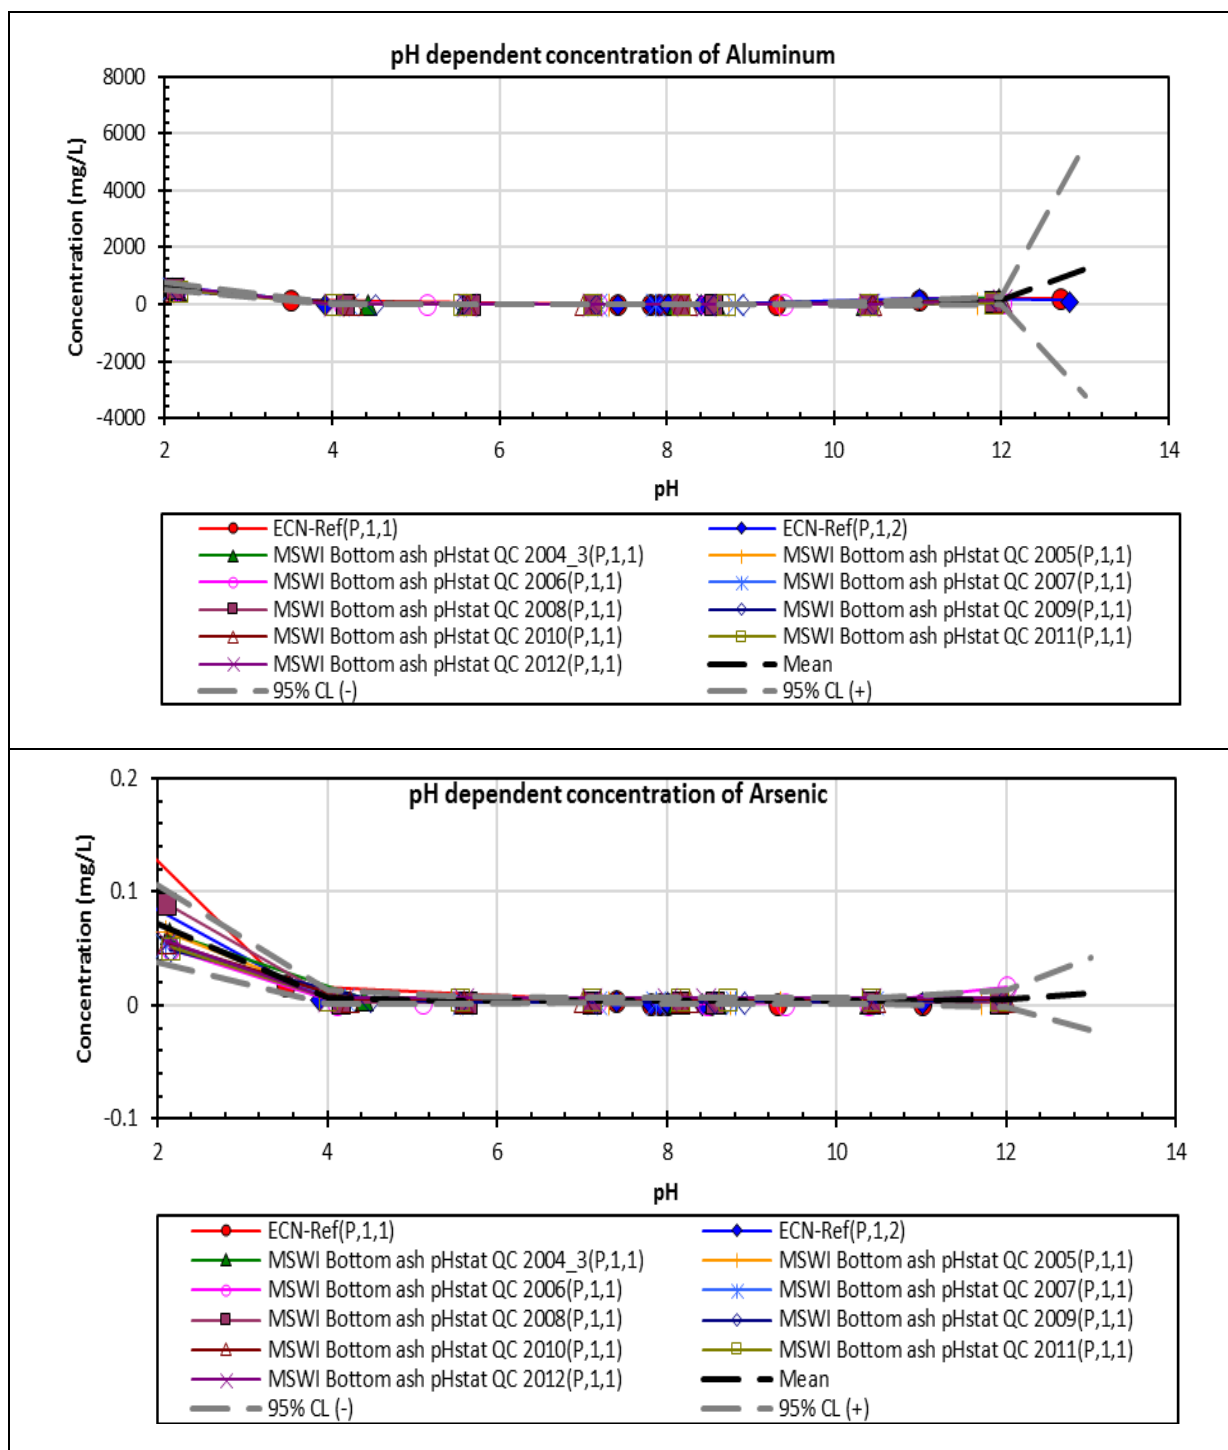 pH dependent concentration of Aluminum
8000
6000
4000
2000
0
-2000
-4000
Concentration (mg/L)
2 4 6 8 10 12 14
pH
ECN-Ref(P,1,1) ECN-Ref(P,1,2)
MSWI Bottom ash pHstat QC 2004_3(P,1,1) MSWI Bottom ash pHstat QC 2005(P,1,1)
MSWI Bottom ash pHstat QC 2006(P,1,1) MSWI Bottom ash pHstat QC 2007(P,1,1)
MSWI Bottom ash pHstat QC 2008(P,1,1) MSWI Bottom ash pHstat QC 2009(P,1,1)
MSWI Bottom ash pHstat QC 2010(P,1,1) MSWI Bottom ash pHstat QC 2011(P,1,1)
MSWI Bottom ash pHstat QC 2012(P,1,1) Mean
95% CL (-) 95% CL (+)
pH dependent concentration of Arsenic
0.2
0.1
0
-0.1
Concentration (mg/L)
2 4 6 8 10 12 14
pH
ECN-Ref(P,1,1) ECN-Ref(P,1,2)
MSWI Bottom ash pHstat QC 2004_3(P,1,1) MSWI Bottom ash pHstat QC 2005(P,1,1)
MSWI Bottom ash pHstat QC 2006(P,1,1) MSWI Bottom ash pHstat QC 2007(P,1,1)
MSWI Bottom ash pHstat QC 2008(P,1,1) MSWI Bottom ash pHstat QC 2009(P,1,1)
MSWI Bottom ash pHstat QC 2010(P,1,1) MSWI Bottom ash pHstat QC 2011(P,1,1)
MSWI Bottom ash pHstat QC 2012(P,1,1) Mean
95% CL (-) 95% CL (+)